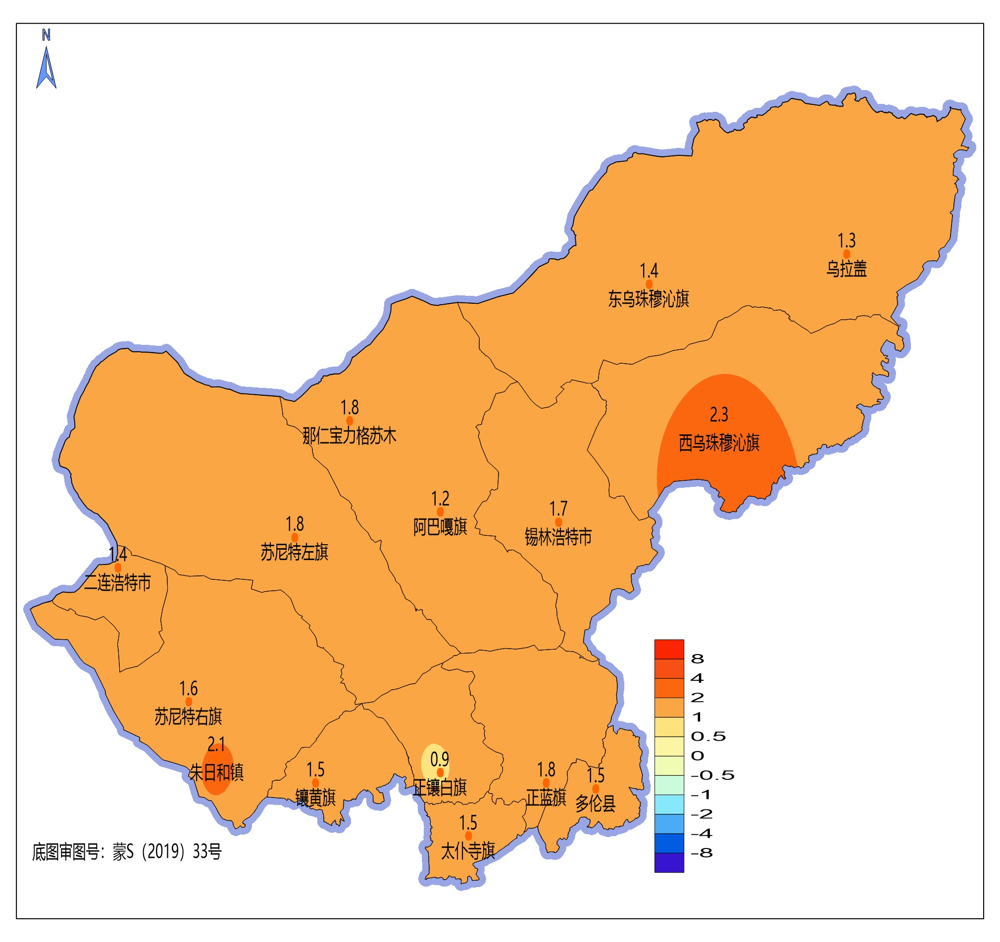 N
1.3
乌拉盖
1.4
东乌珠穆沁旗
1.8
那仁宝力格苏木
2.3
西乌珠穆沁旗
1.2
阿巴嘎旗
1.7
锡林浩特市
1.8
苏尼特左旗
1.4
二连浩特市
1.6
苏尼特右旗
2.1
朱日和镇
1.5
镶黄旗
0.9
正镶白旗
1.8
正蓝旗
1.5
多伦县
1.5
太仆寺旗
8
4
2
1
0.5
0
-0.5
-1
-2
-4
-8
底图审图号：蒙S（2019）33号